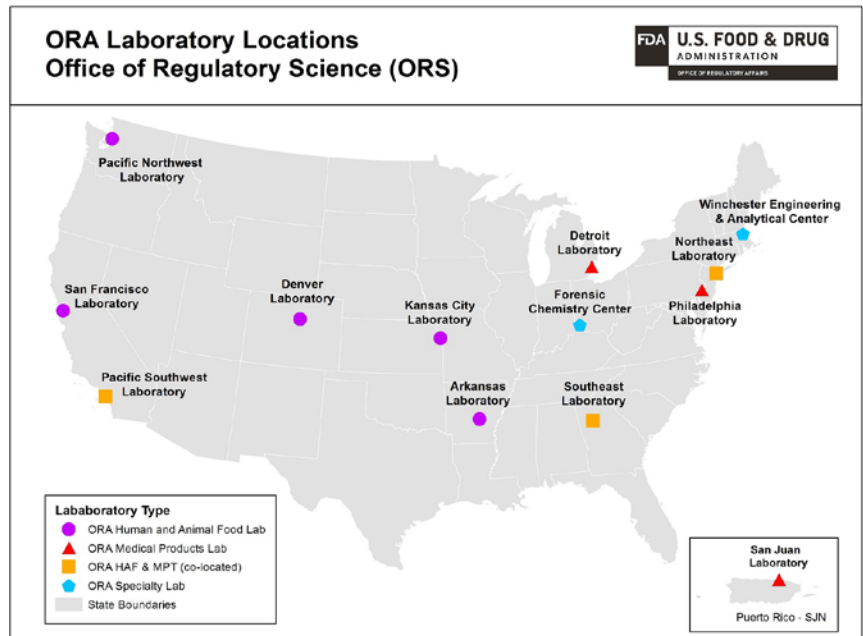 ORA Laboratory Locations
Office of Regulatory Science (ORS)
FDA
U.S. FOOD & DRUG
ADMINISTRATION
OFFICE OF REGULATORY AFFAIRS
Pacific Northwest
Laboratory
Winchester Engineering
& Analytical Center
Detroit
Laboratory
Northeast
Laboratory
San Francisco
Laboratory
Denver
Laboratory
Kansas City
Laboratory
Forensic
Chemistry Center
Philadelphia
Laboratory
Pacific Southwest
Laboratory
Arkansas
Laboratory
Southeast
Laboratory
Lababoratory Type
ORA Human and Animal Food Lab
ORA Medical Products Lab
ORA HAF & MPT (co-located)
ORA Specialty Lab
State Boundaries
San Juan
Laboratory
Puerto Rico - SJN